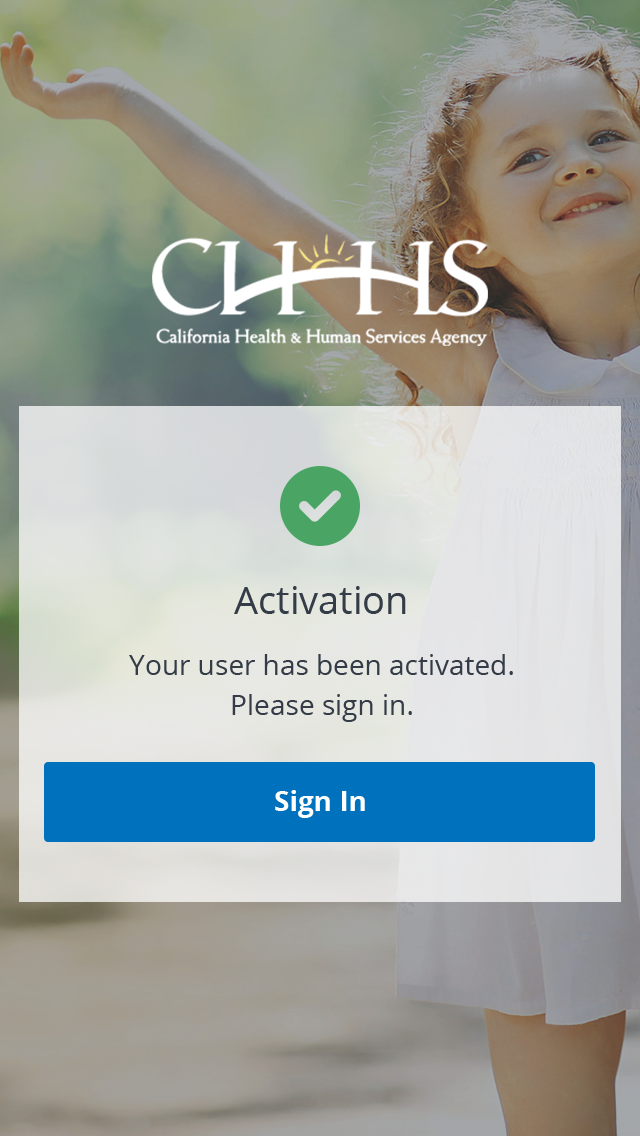 CHHS
California Health & Human Services Agency
Activation
Your user has been activated.
Please sign in.
Sign In